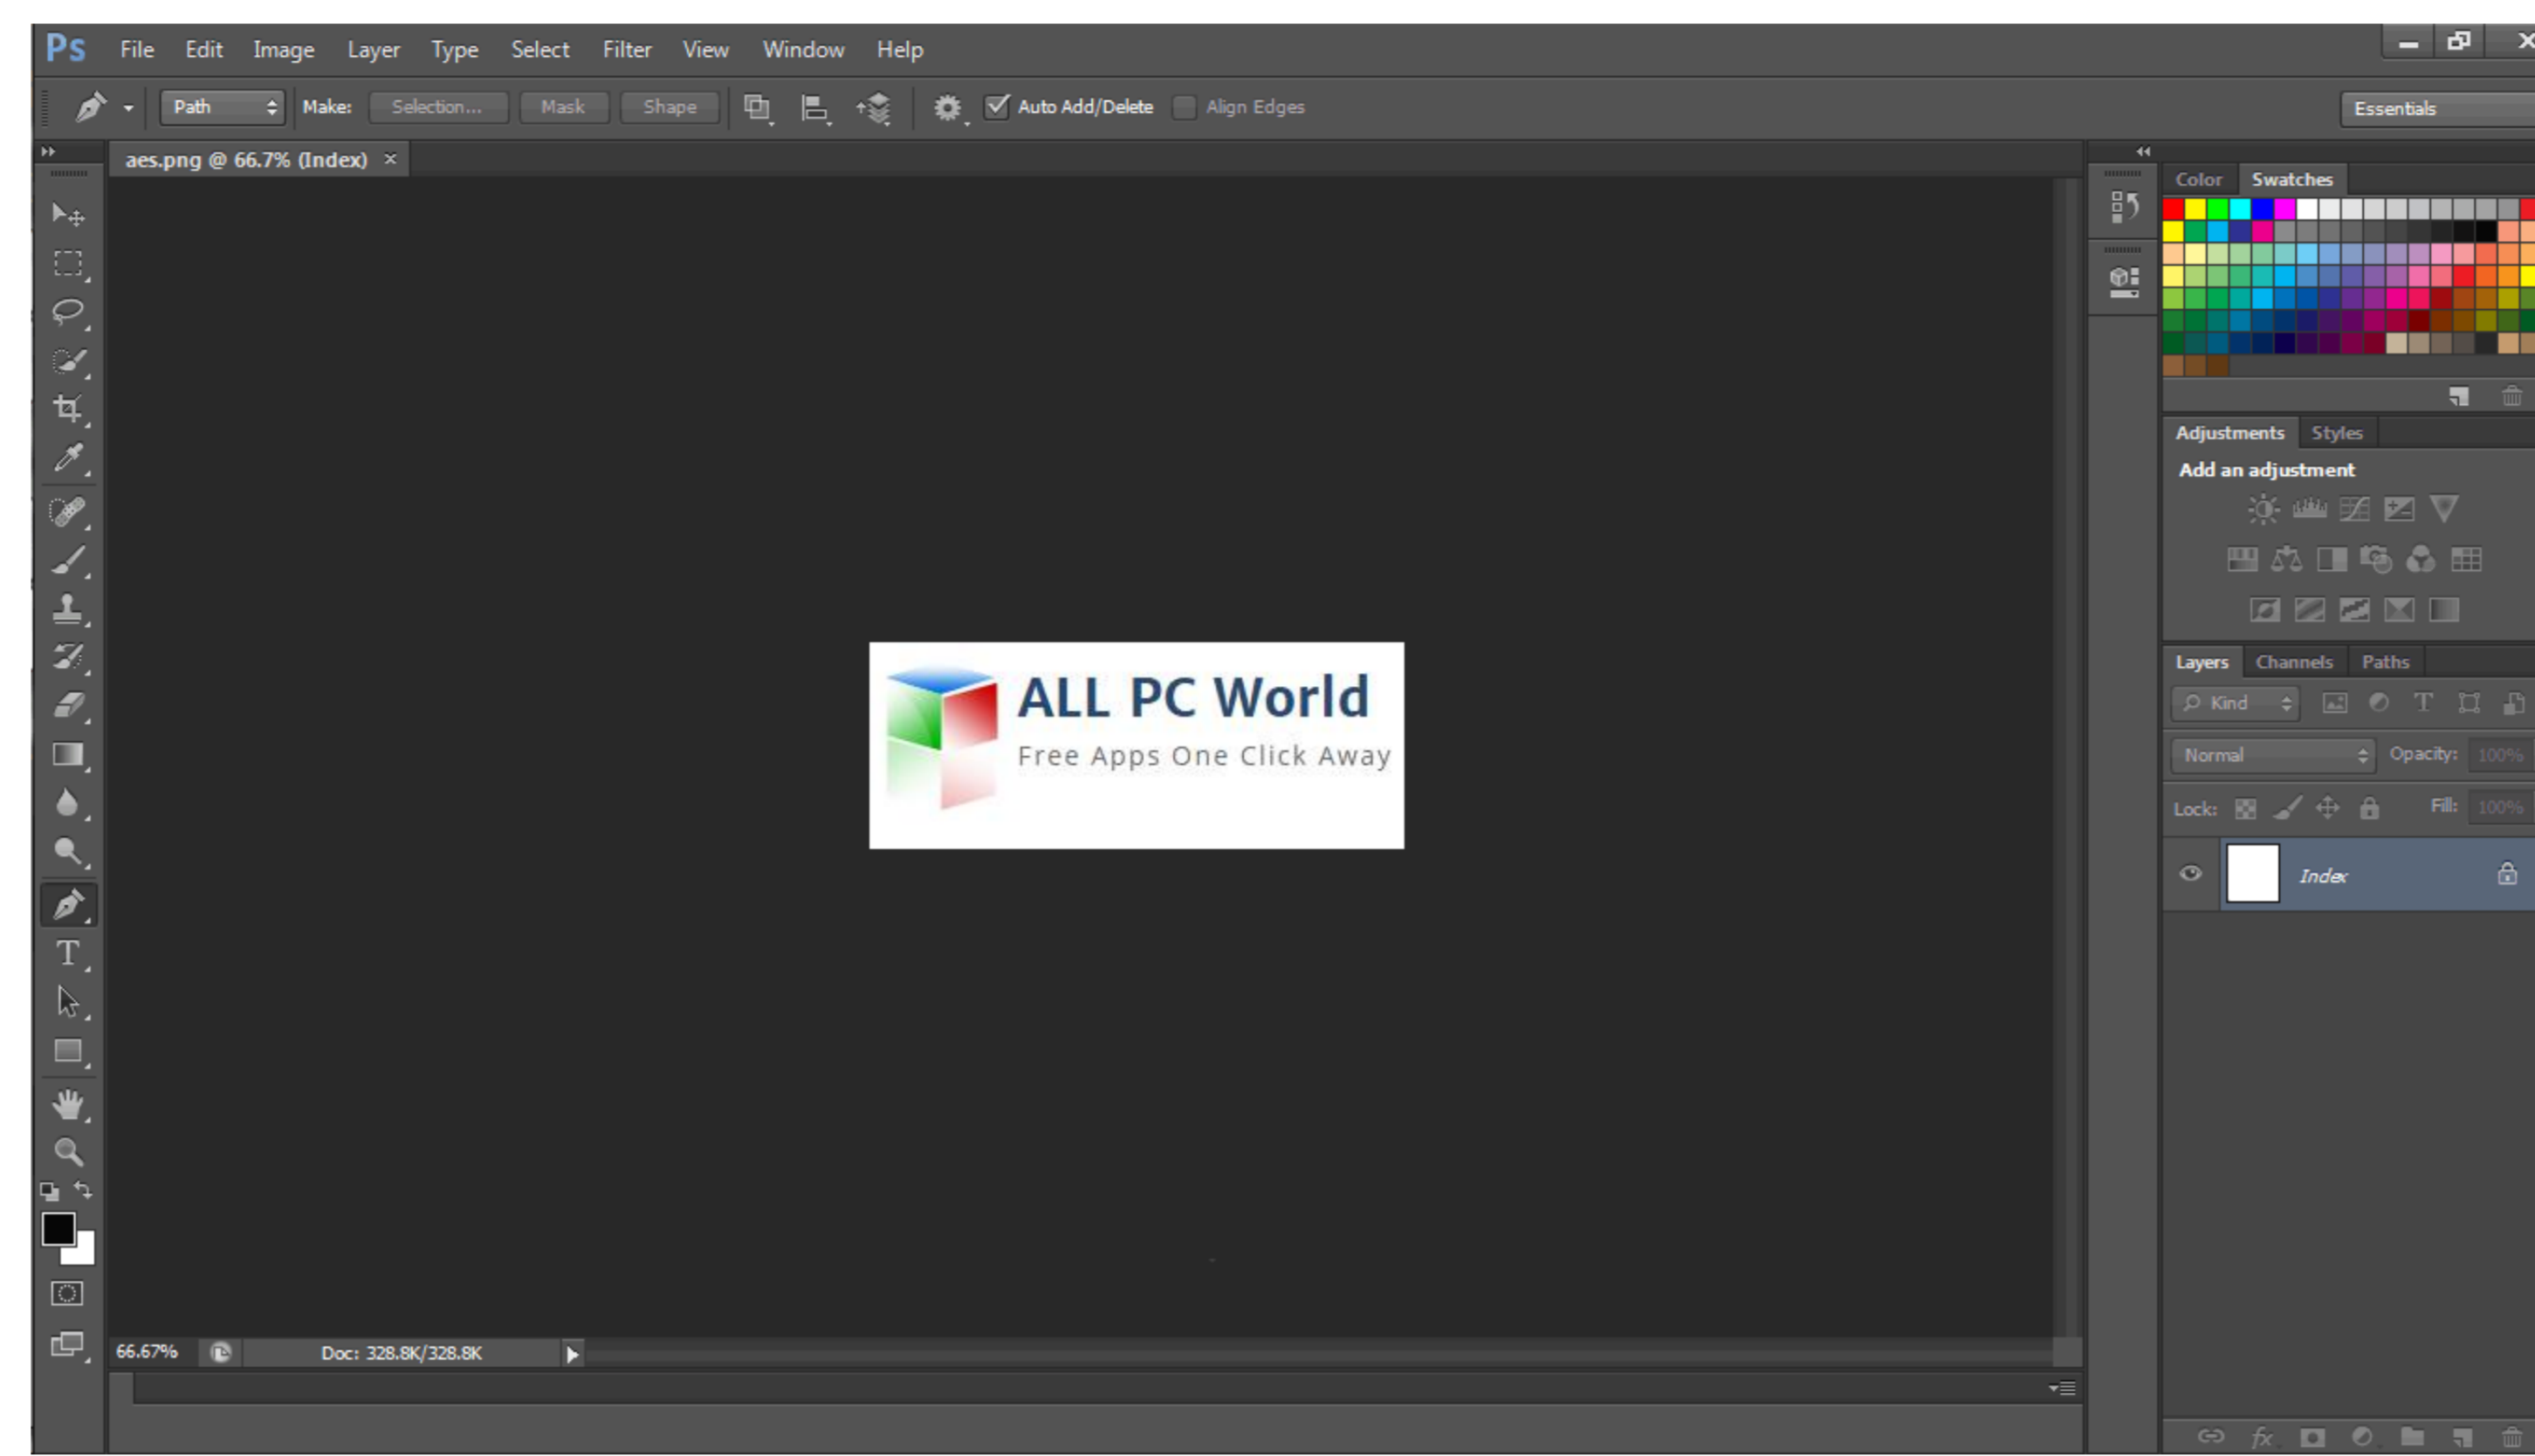 Ps File Edit Image Layer Type Select Filter View Window Help
Path Make: Selection... Mask Shape Auto Add/Delete Align Edges Essentials
aes.png @ 66.7% (Index) ×
Color Swatches
Adjustments Styles
Add an adjustment
ALL PC World
Free Apps One Click Away
Layers Channels Paths
Kind T
Normal Opacity: 100%
Lock: Fill: 100%
Index
T
66.67% Doc: 328.8K/328.8K
fx